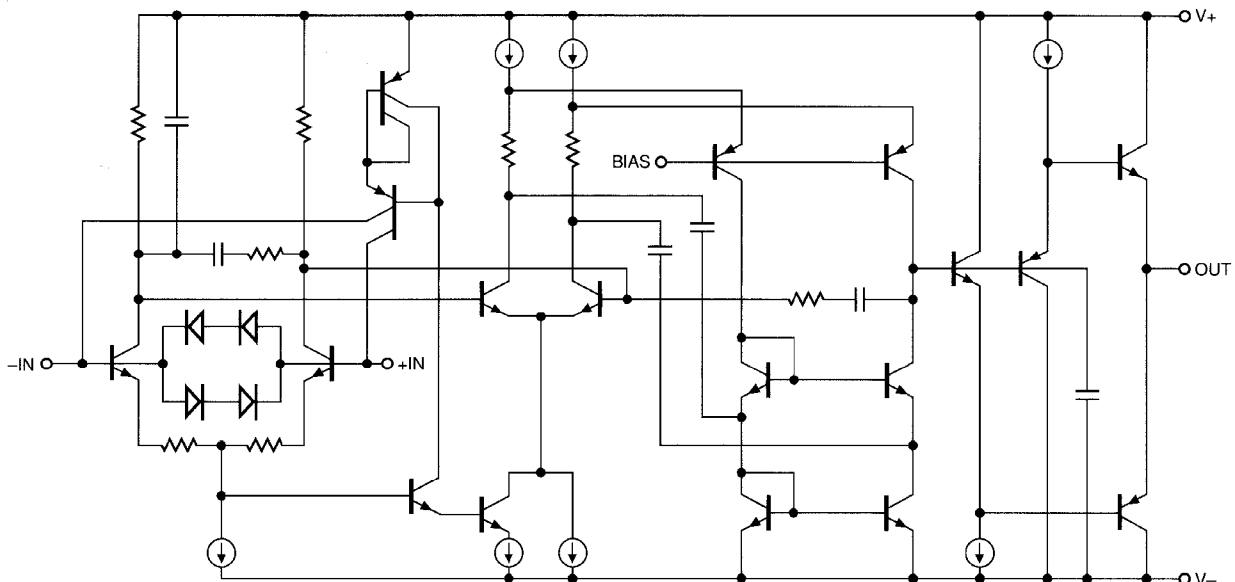 V+
BIAS
OUT
–IN
+IN
V–